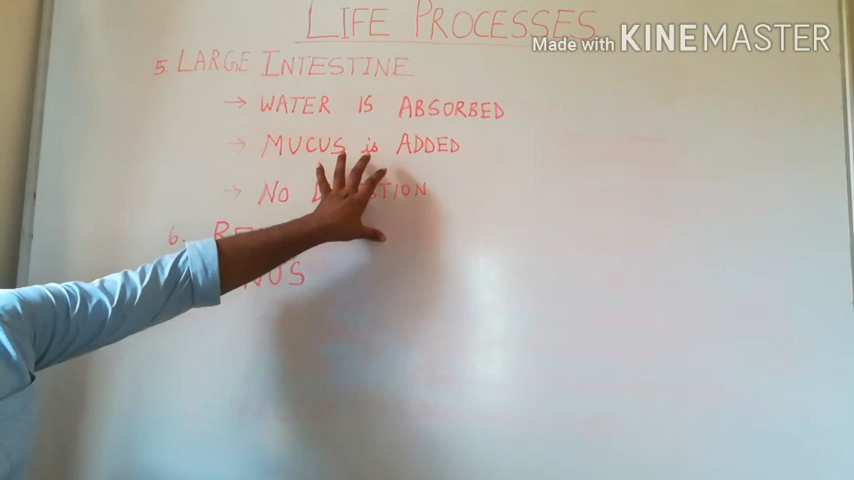 LIFE PROCESSES
Made with KINEMASTER
5. LARGE INTESTINE
→ WATER IS ABSORBED
→ MUCUS is ADDED
→ NO
6.